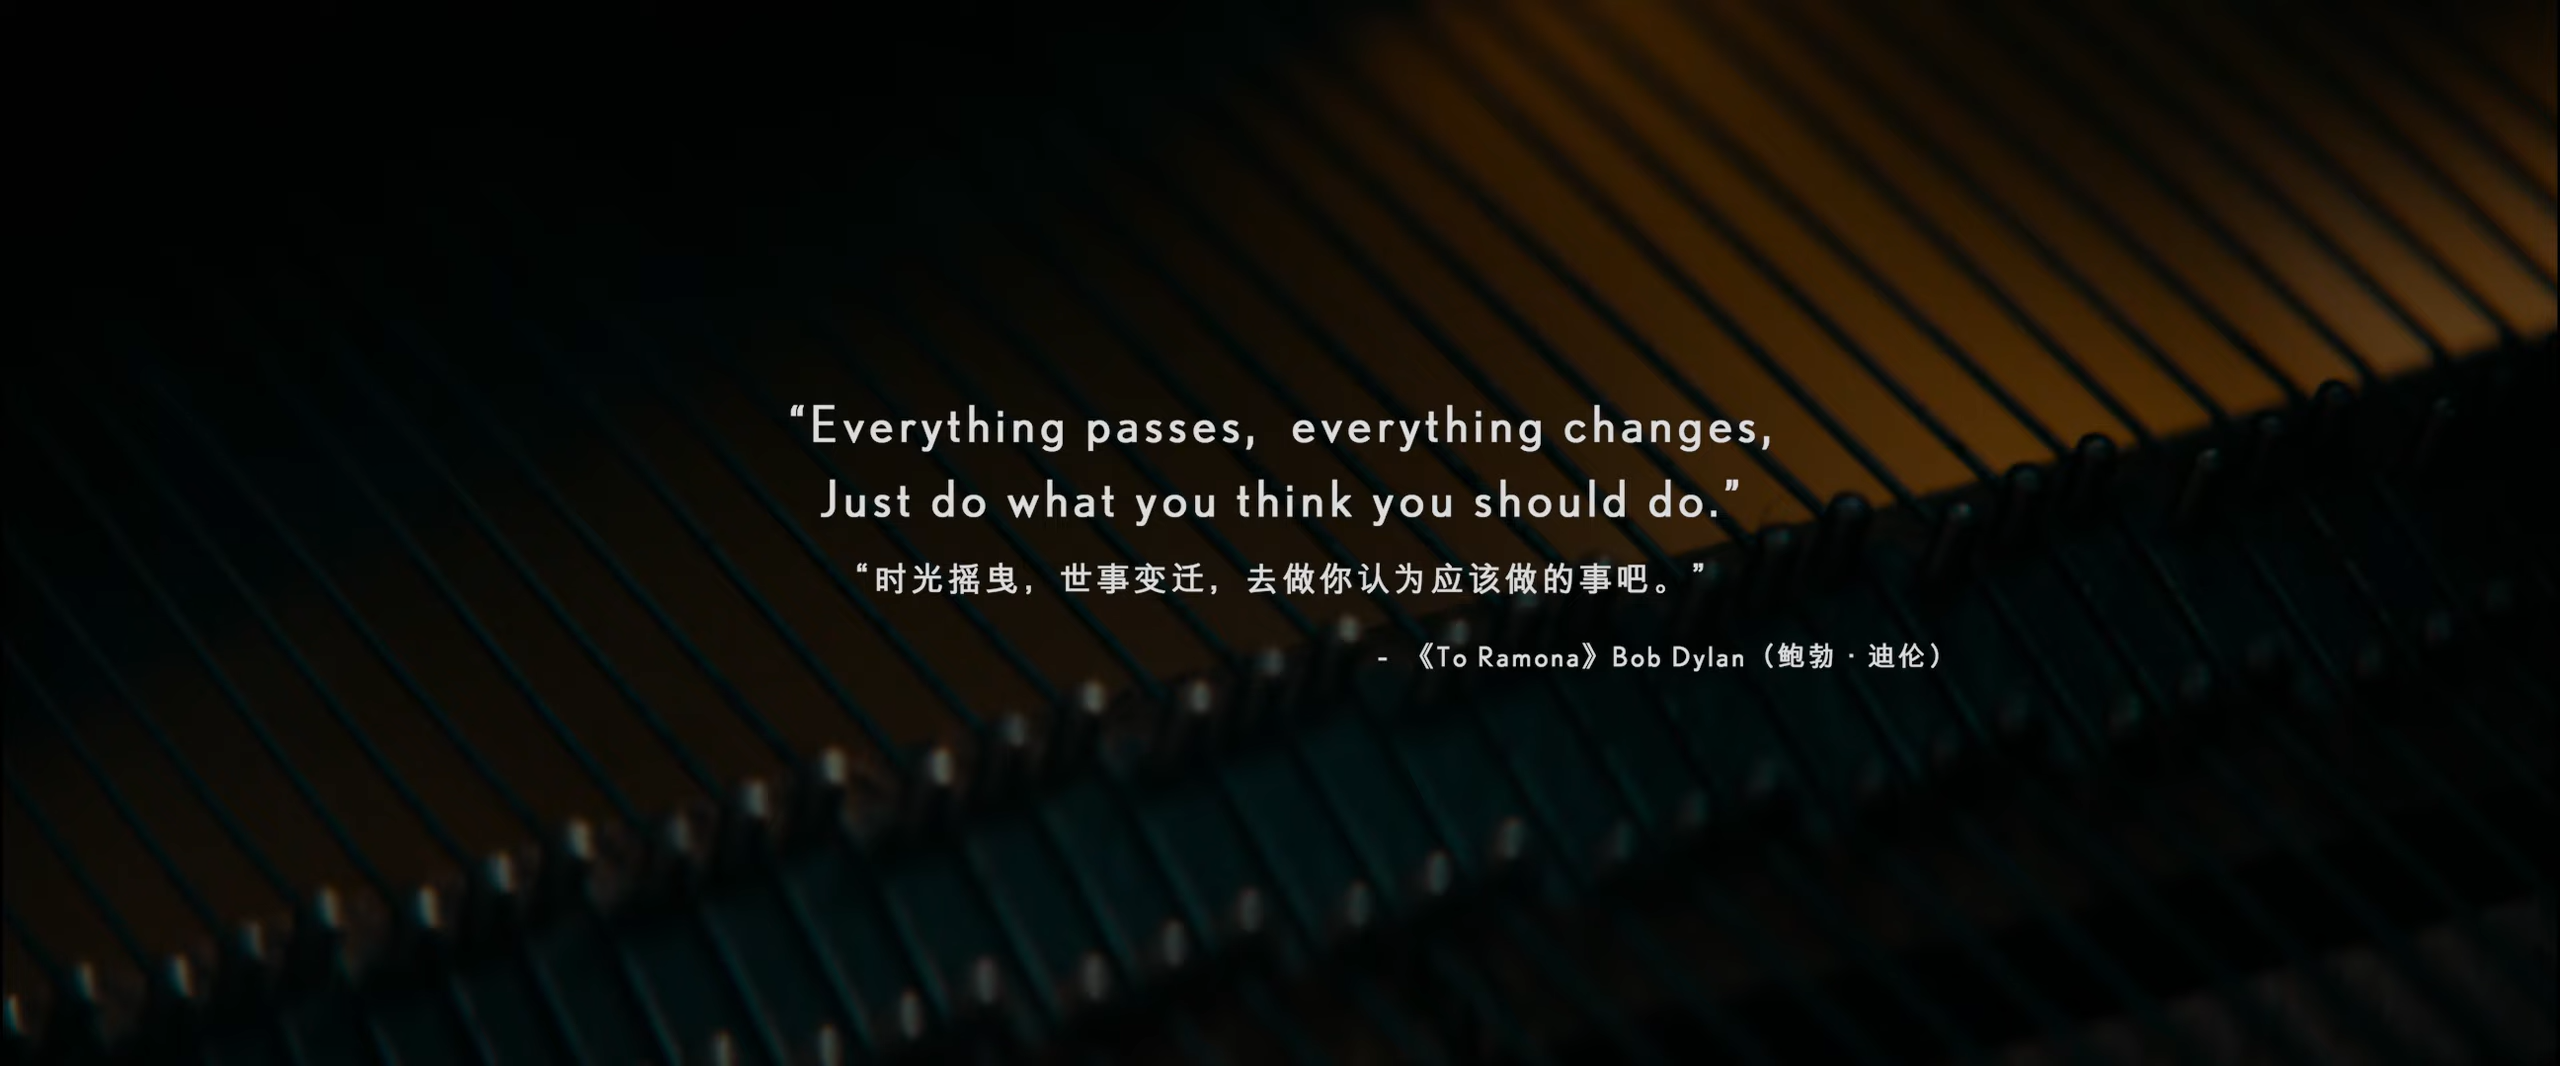 “Everything passes,  everything changes,
Just do what you think you should do.”
“时光摇曳，世事变迁，去做你认为应该做的事吧。”
- 《To Ramona》Bob Dylan（鲍勃 · 迪伦）